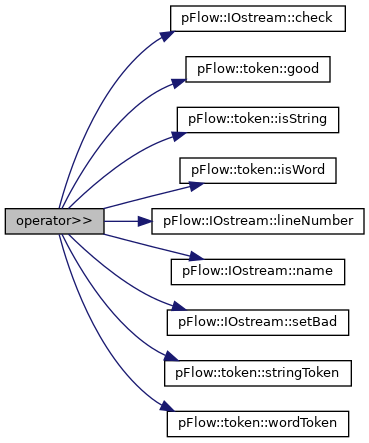 pFlow::IOstream::check
pFlow::token::good
pFlow::token::isString
pFlow::token::isWord
operator>>
pFlow::IOstream::lineNumber
pFlow::IOstream::name
pFlow::IOstream::setBad
pFlow::token::stringToken
pFlow::token::wordToken